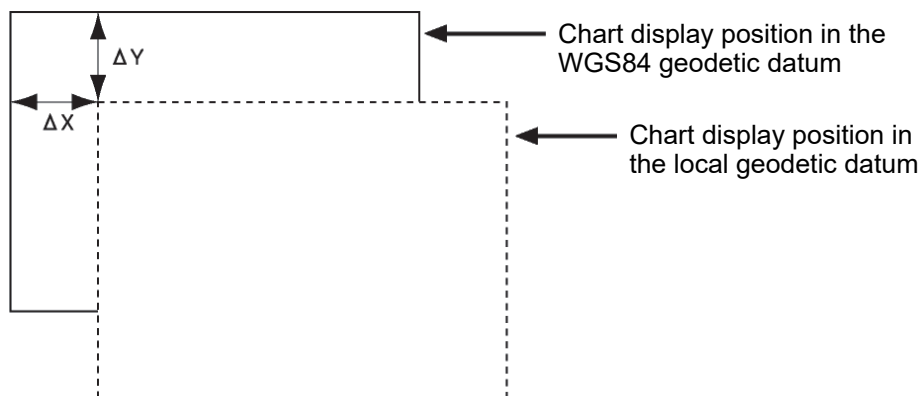 ΔY
Chart display position in the
WGS84 geodetic datum
ΔX
Chart display position in
the local geodetic datum